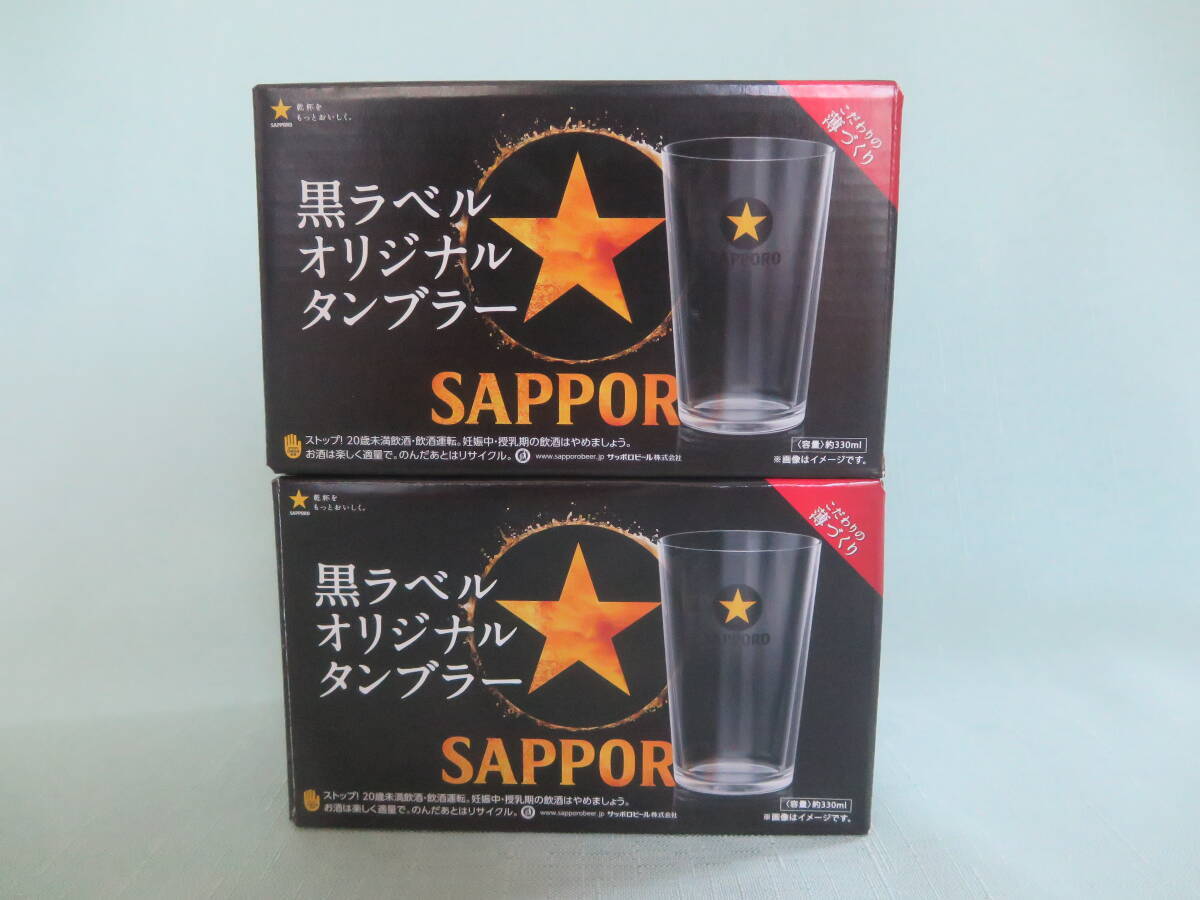 乾杯を
もっとおいしく。
SAPPORO
こだわりの
薄づくり
黒ラベル
オリジナル
タンブラー
SAPPORO
SAPPOR
ストップ! 20歳未満飲酒・飲酒運転。妊娠中・授乳期の飲酒はやめましょう。
お酒は楽しく適量で。のんだあとはリサイクル。 www.sapporobeer.jp サッポロビール株式会社
〈容量〉約330ml
※画像はイメージです。
乾杯を
もっとおいしく。
SAPPORO
こだわりの
薄づくり
黒ラベル
オリジナル
タンブラー
SAPPORO
SAPPOR
ストップ! 20歳未満飲酒・飲酒運転。妊娠中・授乳期の飲酒はやめましょう。
お酒は楽しく適量で。のんだあとはリサイクル。 www.sapporobeer.jp サッポロビール株式会社
〈容量〉約330ml
※画像はイメージです。